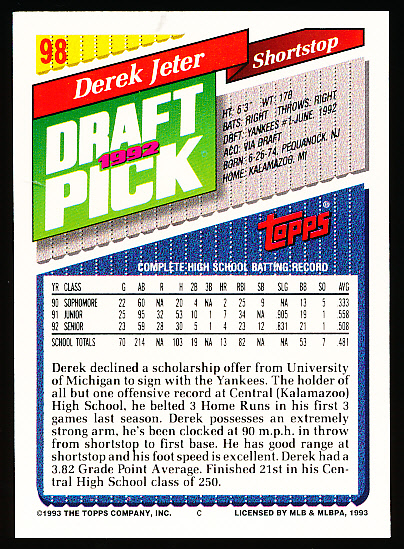 98
Derek Jeter
Shortstop
DRAFT
1992
PICK
HT: 6'3" WT: 178
BATS: RIGHT THROWS: RIGHT
DRFT: YANKEES #1-JUNE, 1992
ACQ: VIA DRAFT
BORN: 6-26-74, PEQUANOCK, NJ
HOME: KALAMAZOO, MI
TOPPS
COMPLETE HIGH SCHOOL BATTING RECORD
YR CLASS G AB R H 2B 3B HR RBI SB SLG BB SO AVG
90 SOPHOMORE 22 60 NA 20 4 NA 2 25 9 NA 13 5 .333
91 JUNIOR 25 95 32 53 10 1 7 34 NA .905 19 1 .558
92 SENIOR 23 59 28 30 5 1 4 23 12 .831 21 1 .508
SCHOOL TOTALS 70 214 NA 103 19 NA 13 82 NA NA 53 7 .481
Derek declined a scholarship offer from University
of Michigan to sign with the Yankees. The holder of
all but one offensive record at Central (Kalamazoo)
High School, he belted 3 Home Runs in his first 3
games last season. Derek possesses an extremely
strong arm, he's been clocked at 90 m.p.h. in throw
from shortstop to first base. He has good range at
shortstop and his foot speed is excellent. Derek had a
3.82 Grade Point Average. Finished 21st in his Cen-
tral High School class of 250.
©1993 THE TOPPS COMPANY, INC. C LICENSED BY MLB & MLBPA, 1993